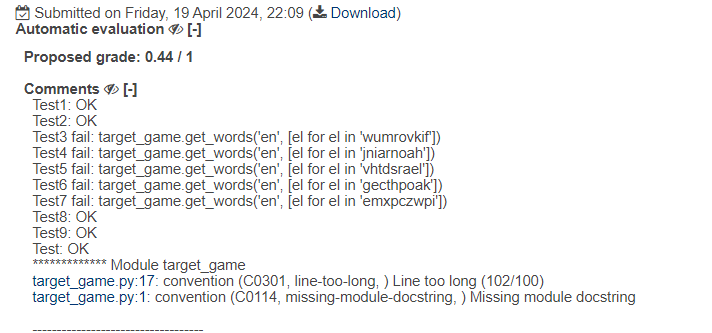 Submitted on Friday, 19 April 2024, 22:09 (Download)
Automatic evaluation [-]
Proposed grade: 0.44 / 1
Comments [-]
Test1: OK
Test2: OK
Test3 fail: target_game.get_words('en', [el for el in 'wumrovkif'])
Test4 fail: target_game.get_words('en', [el for el in 'jniarnoah'])
Test5 fail: target_game.get_words('en', [el for el in 'vhtdsrael'])
Test6 fail: target_game.get_words('en', [el for el in 'gecthpoak'])
Test7 fail: target_game.get_words('en', [el for el in 'emxpczwpi'])
Test8: OK
Test9: OK
Test: OK
************* Module target_game
target_game.py:17: convention (C0301, line-too-long, ) Line too long (102/100)
target_game.py:1: convention (C0114, missing-module-docstring, ) Missing module docstring
-----------------------------------